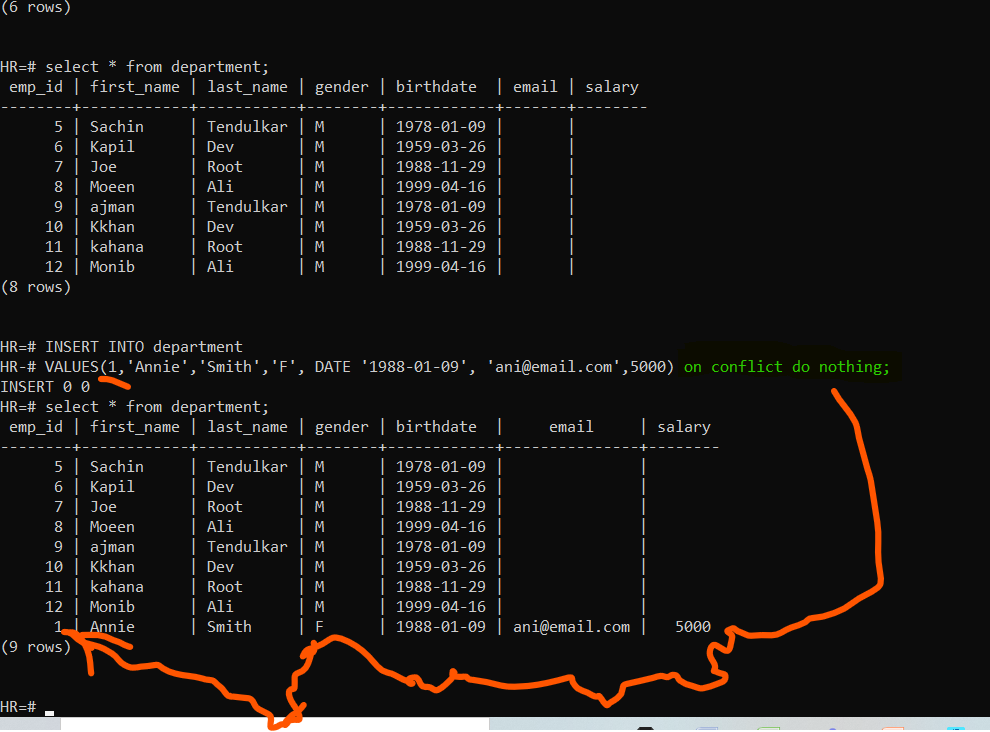 (6 rows)
HR=# select * from department;
emp_id | first_name | last_name | gender | birthdate | email | salary
--------+------------+-----------+--------+------------+-------+--------
5 | Sachin | Tendulkar | M | 1978-01-09 | |
6 | Kapil | Dev | M | 1959-03-26 | |
7 | Joe | Root | M | 1988-11-29 | |
8 | Moeen | Ali | M | 1999-04-16 | |
9 | ajman | Tendulkar | M | 1978-01-09 | |
10 | Kkhan | Dev | M | 1959-03-26 | |
11 | kahana | Root | M | 1988-11-29 | |
12 | Monib | Ali | M | 1999-04-16 | |
(8 rows)
HR=# INSERT INTO department
HR-# VALUES(1,'Annie','Smith','F', DATE '1988-01-09', 'ani@email.com',5000) on conflict do nothing;
INSERT 0 0
HR=# select * from department;
emp_id | first_name | last_name | gender | birthdate | email | salary
--------+------------+-----------+--------+------------+---------------+--------
5 | Sachin | Tendulkar | M | 1978-01-09 | |
6 | Kapil | Dev | M | 1959-03-26 | |
7 | Joe | Root | M | 1988-11-29 | |
8 | Moeen | Ali | M | 1999-04-16 | |
9 | ajman | Tendulkar | M | 1978-01-09 | |
10 | Kkhan | Dev | M | 1959-03-26 | |
11 | kahana | Root | M | 1988-11-29 | |
12 | Monib | Ali | M | 1999-04-16 | |
1 | Annie | Smith | F | 1988-01-09 | ani@email.com | 5000
(9 rows)
HR=#